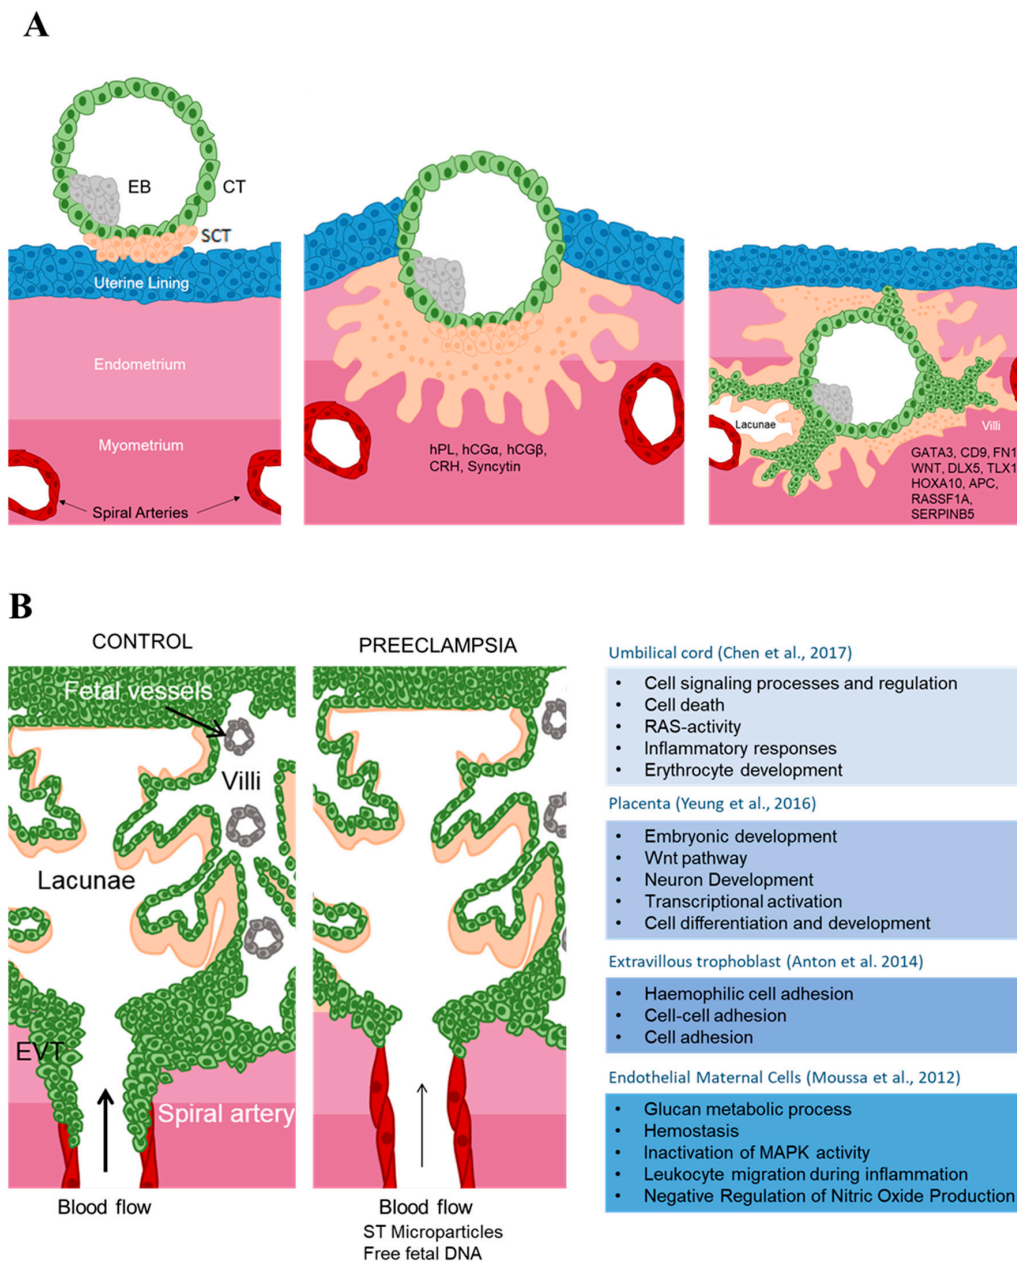 A
EB
CT
SCT
Uterine Lining
Endometrium
Myometrium
Spiral Arteries
hPL, hCGα, hCGβ,
CRH, Syncytin
Lacunae
Villi
GATA3, CD9, FN1
WNT, DLX5, TLX1
HOXA10, APC,
RASSF1A,
SERPINB5
B
CONTROL
Fetal vessels
Villi
Lacunae
EVT
Spiral artery
Blood flow
PREECLAMPSIA
Blood flow
ST Microparticles
Free fetal DNA
Umbilical cord (Chen et al., 2017)
• Cell signaling processes and regulation
• Cell death
• RAS-activity
• Inflammatory responses
• Erythrocyte development
Placenta (Yeung et al., 2016)
• Embryonic development
• Wnt pathway
• Neuron Development
• Transcriptional activation
• Cell differentiation and development
Extravillous trophoblast (Anton et al. 2014)
• Haemophilic cell adhesion
• Cell-cell adhesion
• Cell adhesion
Endothelial Maternal Cells (Moussa et al., 2012)
• Glucan metabolic process
• Hemostasis
• Inactivation of MAPK activity
• Leukocyte migration during inflammation
• Negative Regulation of Nitric Oxide Production